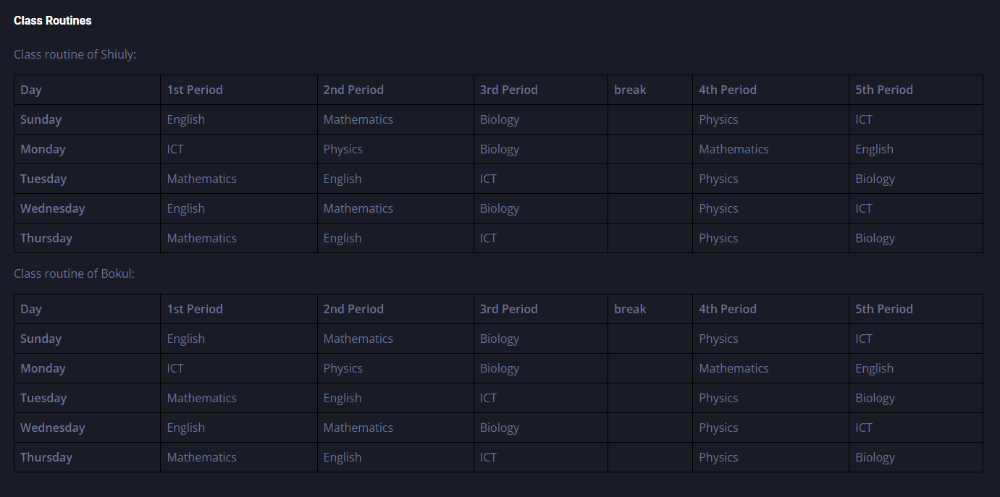 Class Routines
Class routine of Shiuly:
Day 1st Period 2nd Period 3rd Period break 4th Period 5th Period
Sunday English Mathematics Biology Physics ICT
Monday ICT Physics Biology Mathematics English
Tuesday Mathematics English ICT Physics Biology
Wednesday English Mathematics Biology Physics ICT
Thursday Mathematics English ICT Physics Biology
Class routine of Bokul:
Day 1st Period 2nd Period 3rd Period break 4th Period 5th Period
Sunday English Mathematics Biology Physics ICT
Monday ICT Physics Biology Mathematics English
Tuesday Mathematics English ICT Physics Biology
Wednesday English Mathematics Biology Physics ICT
Thursday Mathematics English ICT Physics Biology